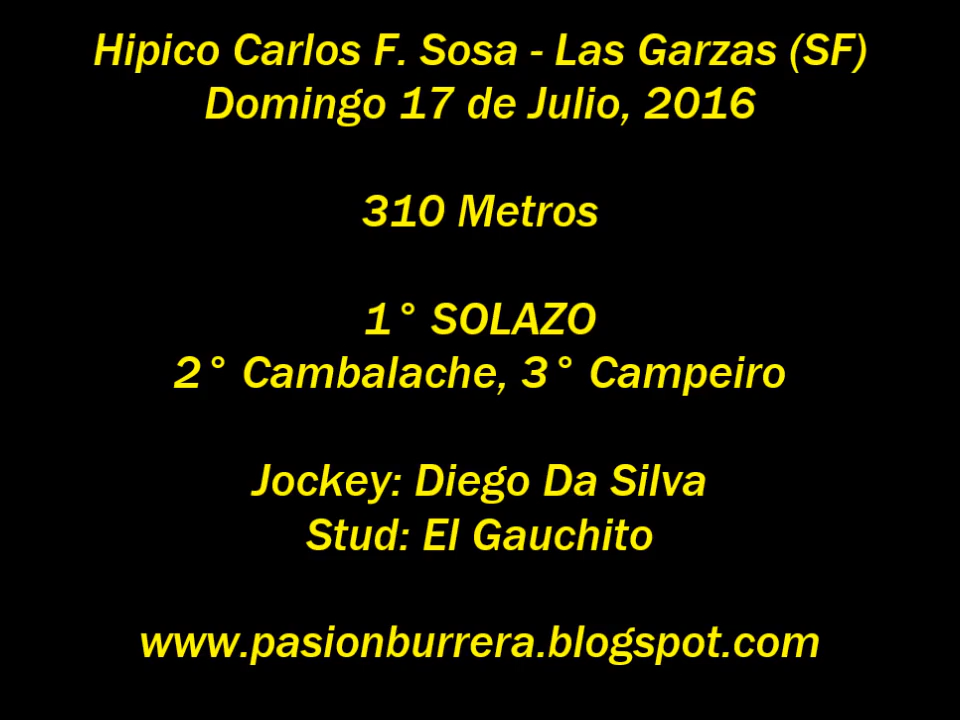 Hipico Carlos F. Sosa - Las Garzas (SF)
Domingo 17 de Julio, 2016
310 Metros
1° SOLAZO
2° Cambalache, 3° Campeiro
Jockey: Diego Da Silva
Stud: El Gauchito
www.pasionburrera.blogspot.com